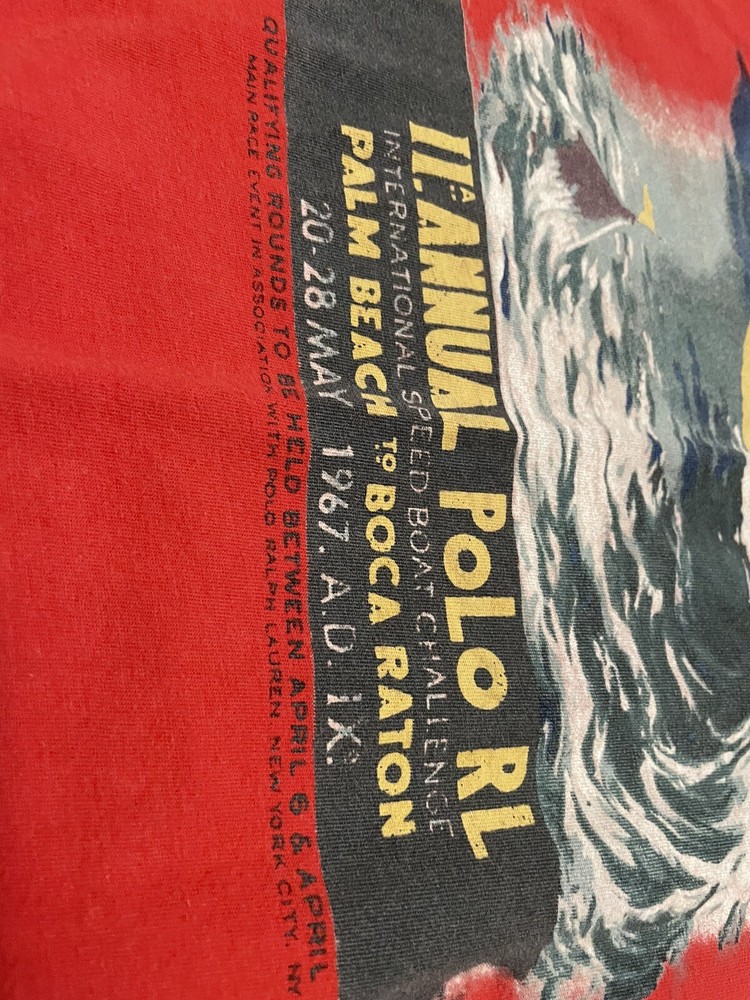 II.ª ANNUAL POLO RL
INTERNATIONAL SPEED BOAT CHALLENGE
PALM BEACH TO BOCA RATON
20-28 MAY 1967. A.D. IX.º
QUALIFYING ROUNDS TO BE HELD BETWEEN APRIL 6 & APRIL
MAIN RACE EVENT IN ASSOCIATION WITH POLO RALPH LAUREN NEW YORK CITY, NY